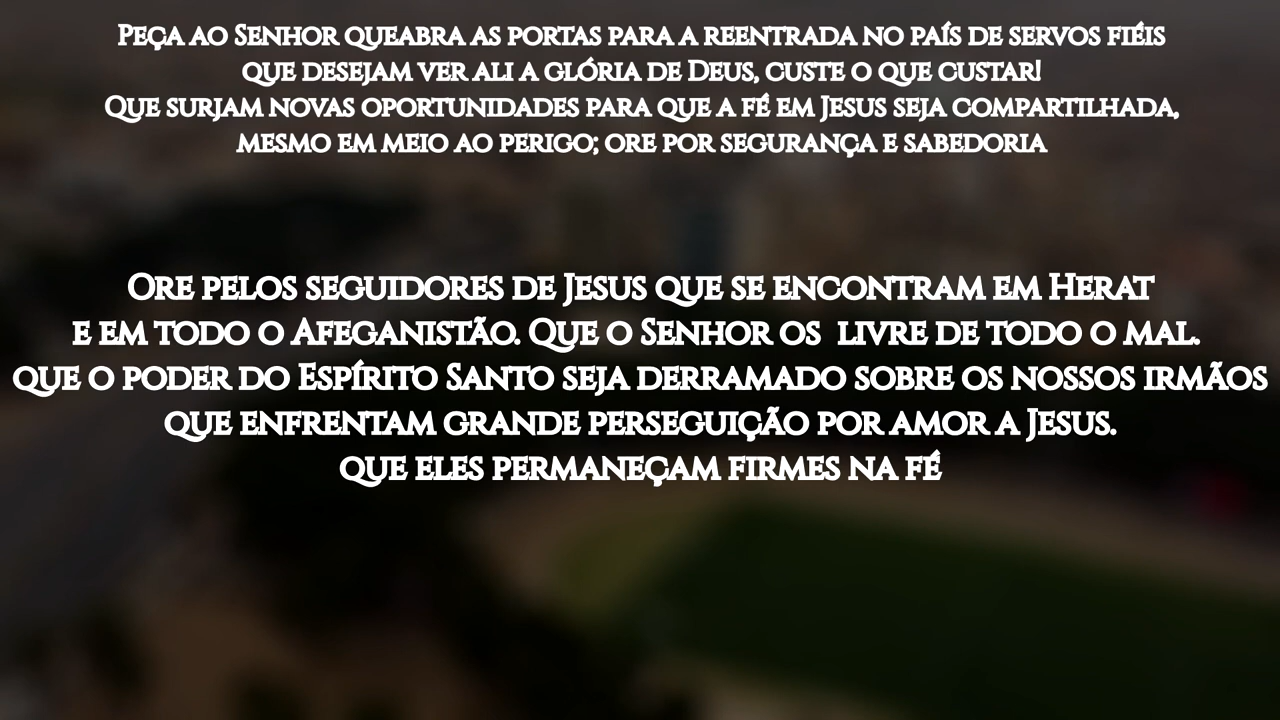 Peça ao Senhor queabra as portas para a reentrada no país de servos fiéis
que desejam ver ali a glória de Deus, custe o que custar!
Que surjam novas oportunidades para que a fé em Jesus seja compartilhada,
mesmo em meio ao perigo; ore por segurança e sabedoria
Ore pelos seguidores de Jesus que se encontram em Herat
e em todo o Afeganistão. Que o Senhor os  livre de todo o mal.
que o poder do Espírito Santo seja derramado sobre os nossos irmãos
que enfrentam grande perseguição por amor a Jesus.
que eles permaneçam firmes na fé